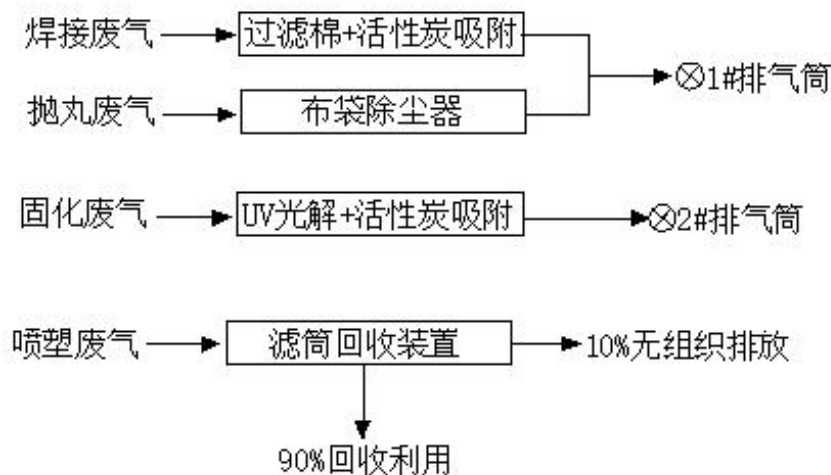 焊接废气
过滤棉+活性炭吸附
⊗1#排气筒
抛丸废气
布袋除尘器
固化废气
UV光解+活性炭吸附
⊗2#排气筒
喷塑废气
滤筒回收装置
10%无组织排放
90%回收利用